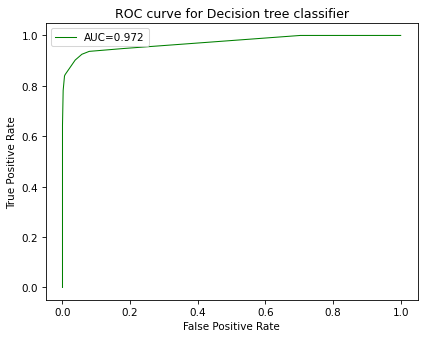 ROC curve for Decision tree classifier
AUC=0.972
1.0
0.8
0.6
0.4
0.2
0.0
True Positive Rate
0.0 0.2 0.4 0.6 0.8 1.0
False Positive Rate